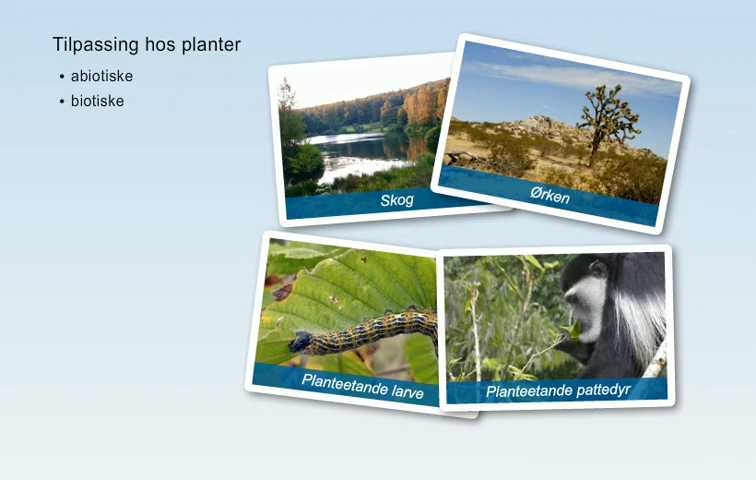 Tilpassing hos planter
• abiotiske
• biotiske
Skog
Ørken
Planteetande larve
Planteetande pattedyr